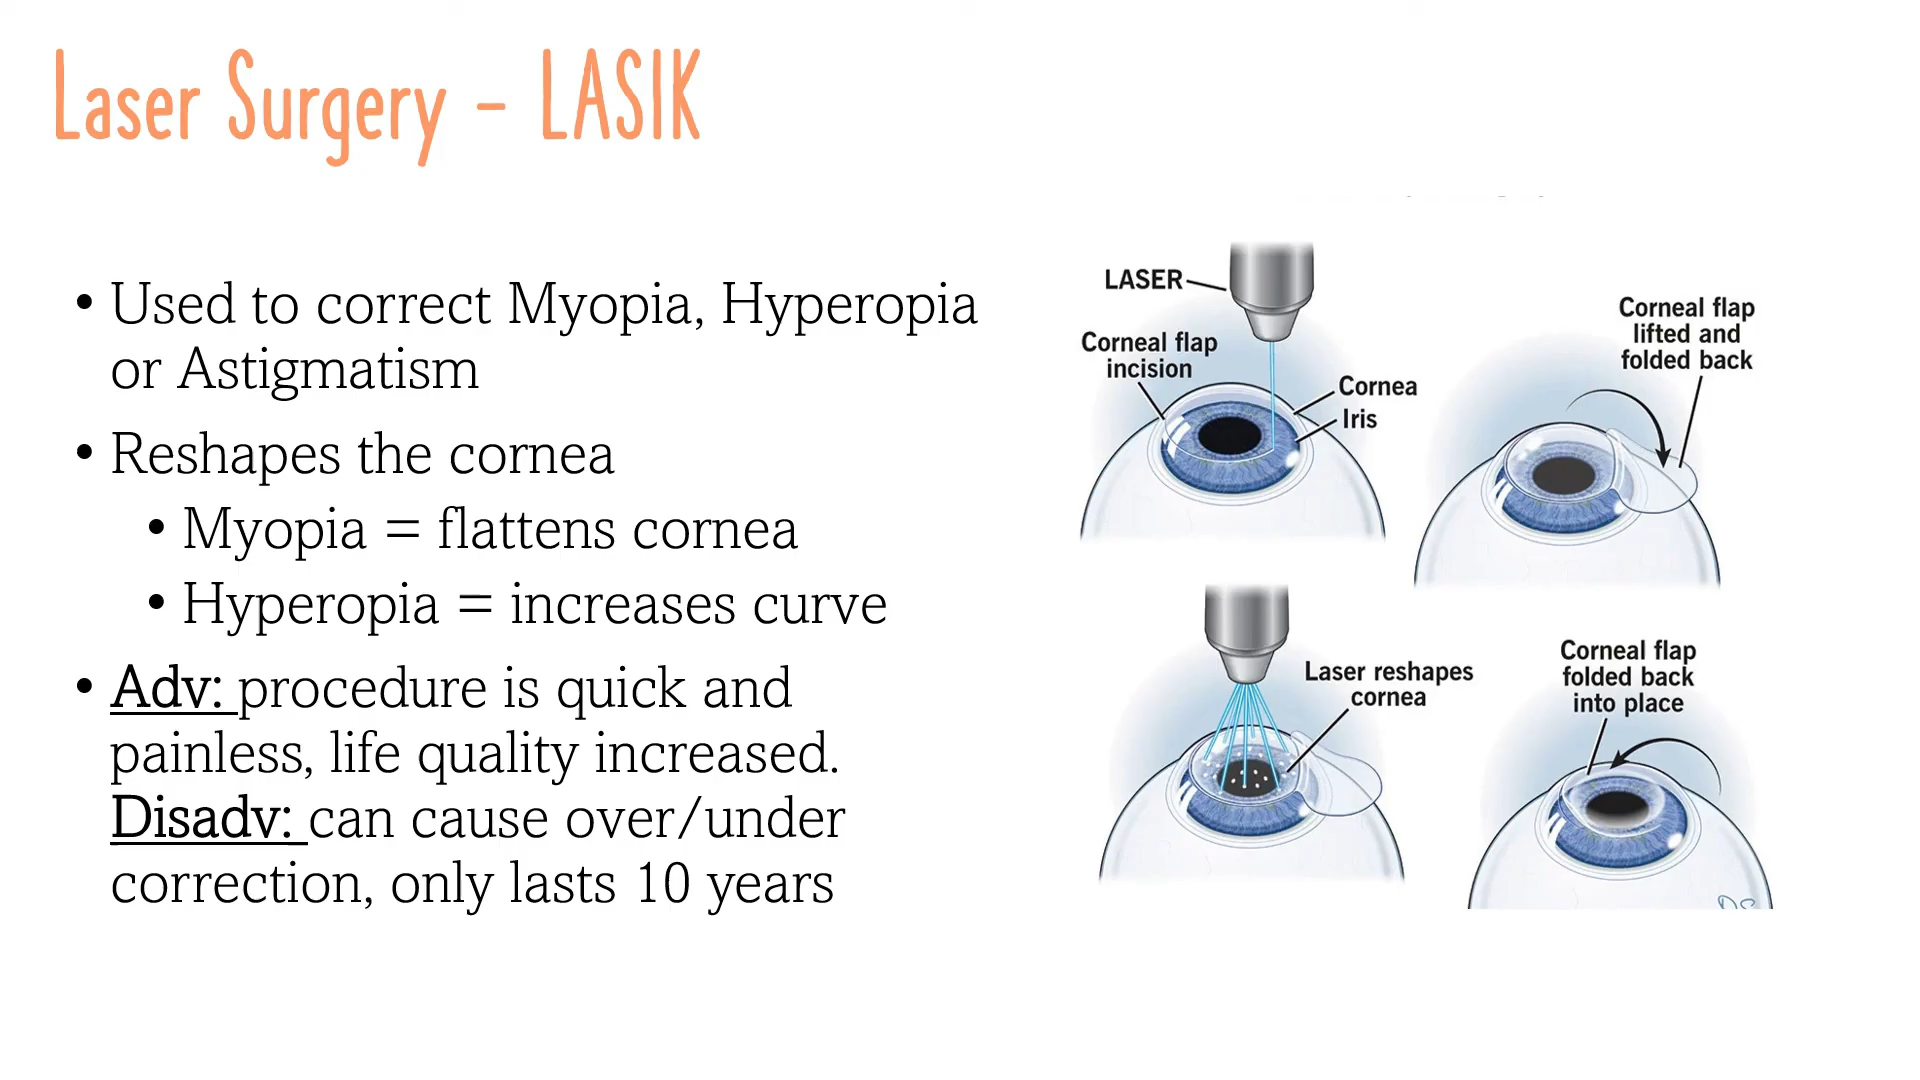 Laser Surgery – LASIK
• Used to correct Myopia, Hyperopia
or Astigmatism
• Reshapes the cornea
• Myopia = flattens cornea
• Hyperopia = increases curve
• Adv: procedure is quick and
painless, life quality increased.
Disadv: can cause over/under
correction, only lasts 10 years
LASER
Corneal flap
incision
Cornea
Iris
Corneal flap
lifted and
folded back
Laser reshapes
cornea
Corneal flap
folded back
into place